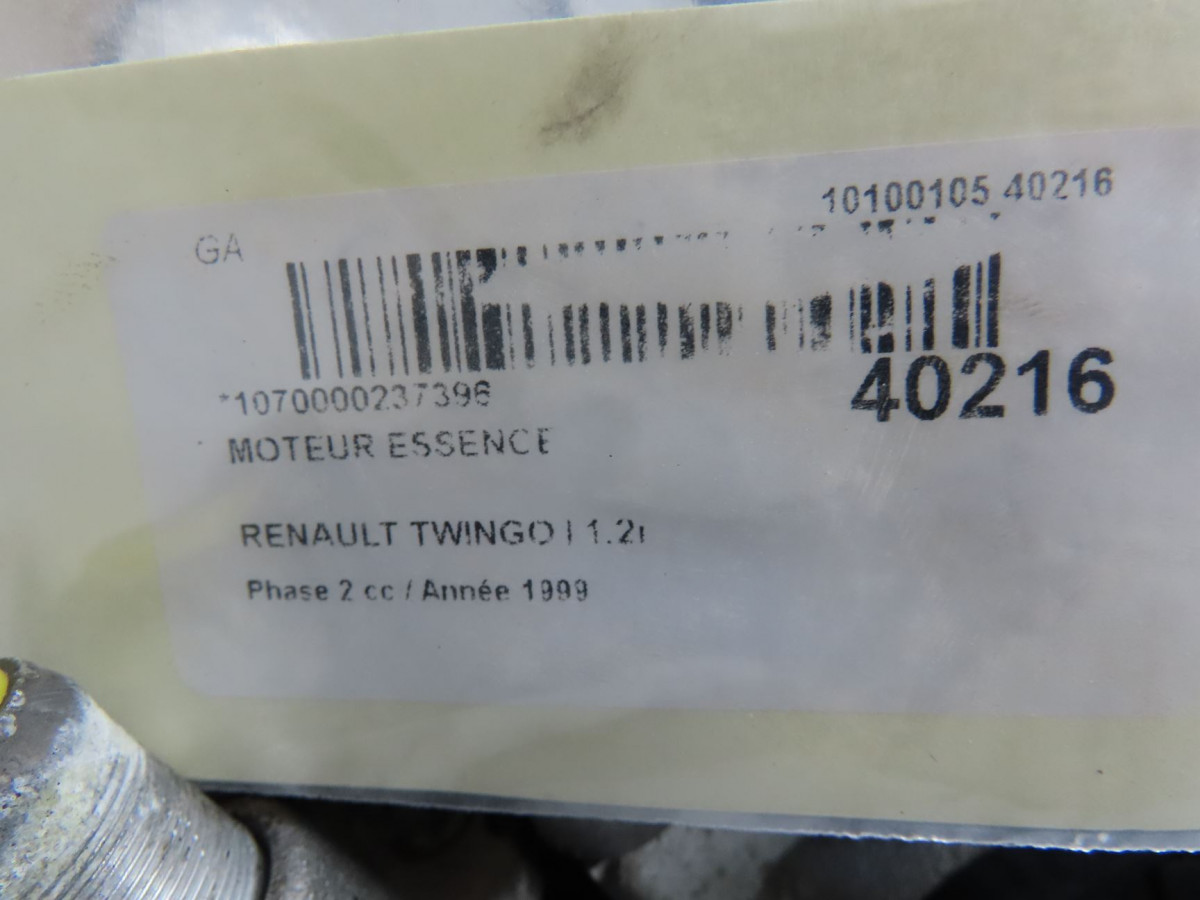 10100105 40216
GA
40216
*1070000237396
MOTEUR ESSENCE
RENAULT TWINGO I 1.2i
Phase 2 cc / Année 1999